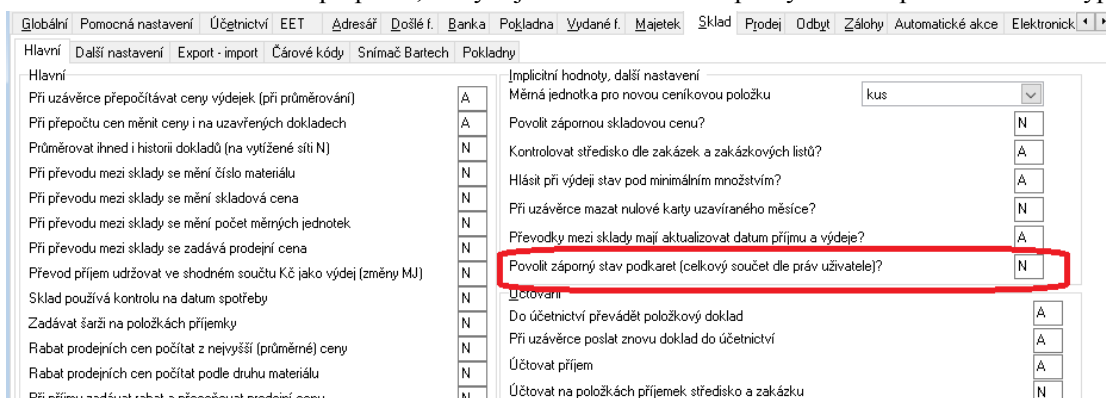 Globální Pomocná nastavení Účetnictví EET Adresář Došlé f. Banka Pokladna Vydané f. Majetek Sklad Prodej Odbyt Zálohy Automatické akce Elektronick
Hlavní Další nastavení Export - import Čárové kódy Snímač Bartech Pokladny
Hlavní
Při uzávěrce přepočítávat ceny výdejek (při průměrování) A
Při přepočtu cen měnit ceny i na uzavřených dokladech A
Průměrovat ihned i historii dokladů (na vytížené síti N) N
Při převodu mezi sklady se mění číslo materiálu N
Při převodu mezi sklady se mění skladová cena N
Při převodu mezi sklady se mění počet měrných jednotek N
Při převodu mezi sklady se zadává prodejní cena N
Převod příjem udržovat ve shodném součtu Kč jako výdej (změny MJ) N
Sklad používá kontrolu na datum spotřeby N
Zadávat šarži na položkách příjemky N
Rabat prodejních cen počítat z nejvyšší (průměrné) ceny N
Rabat prodejních cen počítat podle druhu materiálu N
Implicitní hodnoty, další nastavení
Měrná jednotka pro novou ceníkovou položku kus
Povolit zápornou skladovou cenu? N
Kontrolovat středisko dle zakázek a zakázkových listů? A
Hlásit při výdeji stav pod minimálním množstvím? A
Při uzávěrce mazat nulové karty uzavíraného měsíce? N
Převodky mezi sklady mají aktualizovat datum příjmu a výdeje? A
Povolit záporný stav podkaret (celkový součet dle práv uživatele)? N
Účtování
Do účetnictví převádět položkový doklad A
Při uzávěrce poslat znovu doklad do účetnictví A
Účtovat příjem A
Účtovat na položkách příjemek středisko a zakázku N